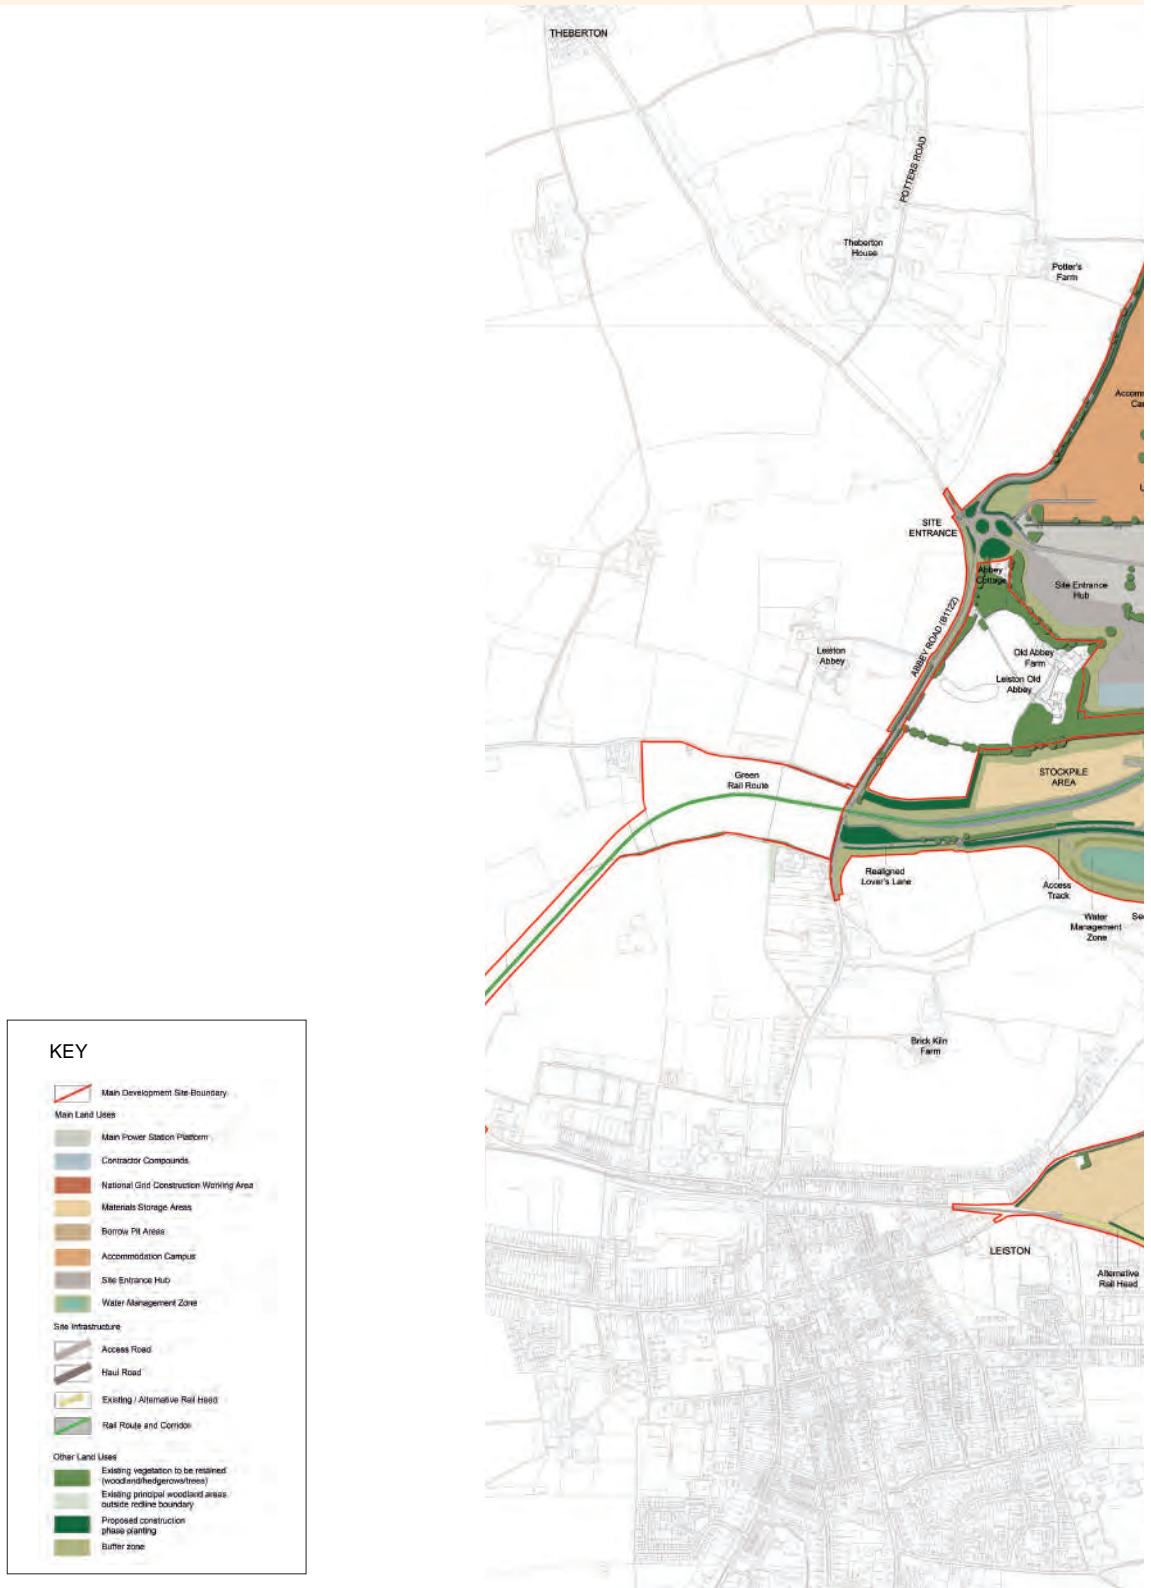 THEBERTON
POTTERS ROAD
Theberton
House
Potter's
Farm
SITE
ENTRANCE
Abbey
Cottage
Site Entrance
Hub
ABBEY ROAD (B1122)
Leiston
Abbey
Old Abbey
Farm
Leiston Old
Abbey
Green
Rail Route
STOCKPILE
AREA
Realigned
Lover's Lane
Access
Track
Water
Management
Zone
Brick Kiln
Farm
LEISTON
Alternative
Rail Head
KEY
Main Development Site Boundary
Main Land Uses
Main Power Station Platform
Contractor Compounds
National Grid Construction Working Area
Materials Storage Areas
Borrow Pit Areas
Accommodation Campus
Site Entrance Hub
Water Management Zone
Site Infrastructure
Access Road
Haul Road
Existing / Alternative Rail Head
Rail Route and Corridor
Other Land Uses
Existing vegetation to be retained
(woodland/hedgerows/trees)
Existing principal woodland areas
outside redline boundary
Proposed construction
phase planting
Buffer zone